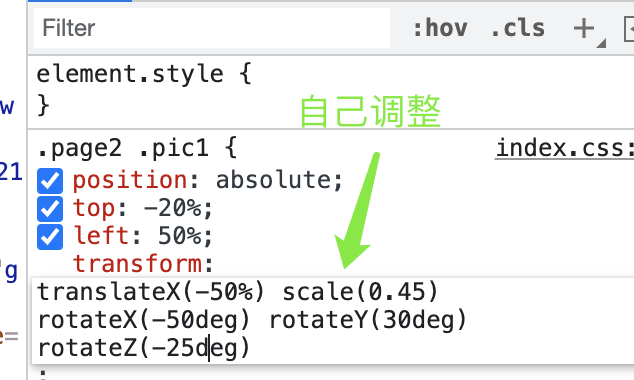 Filter
:hov .cls
element.style {
}
自己调整
w
.page2 .pic1 {
index.css:
21
position: absolute;
top: -20%;
left: 50%;
"g
transform:
translateX(-50%) scale(0.45)
rotateX(-50deg) rotateY(30deg)
e=
rotateZ(-25deg)
;